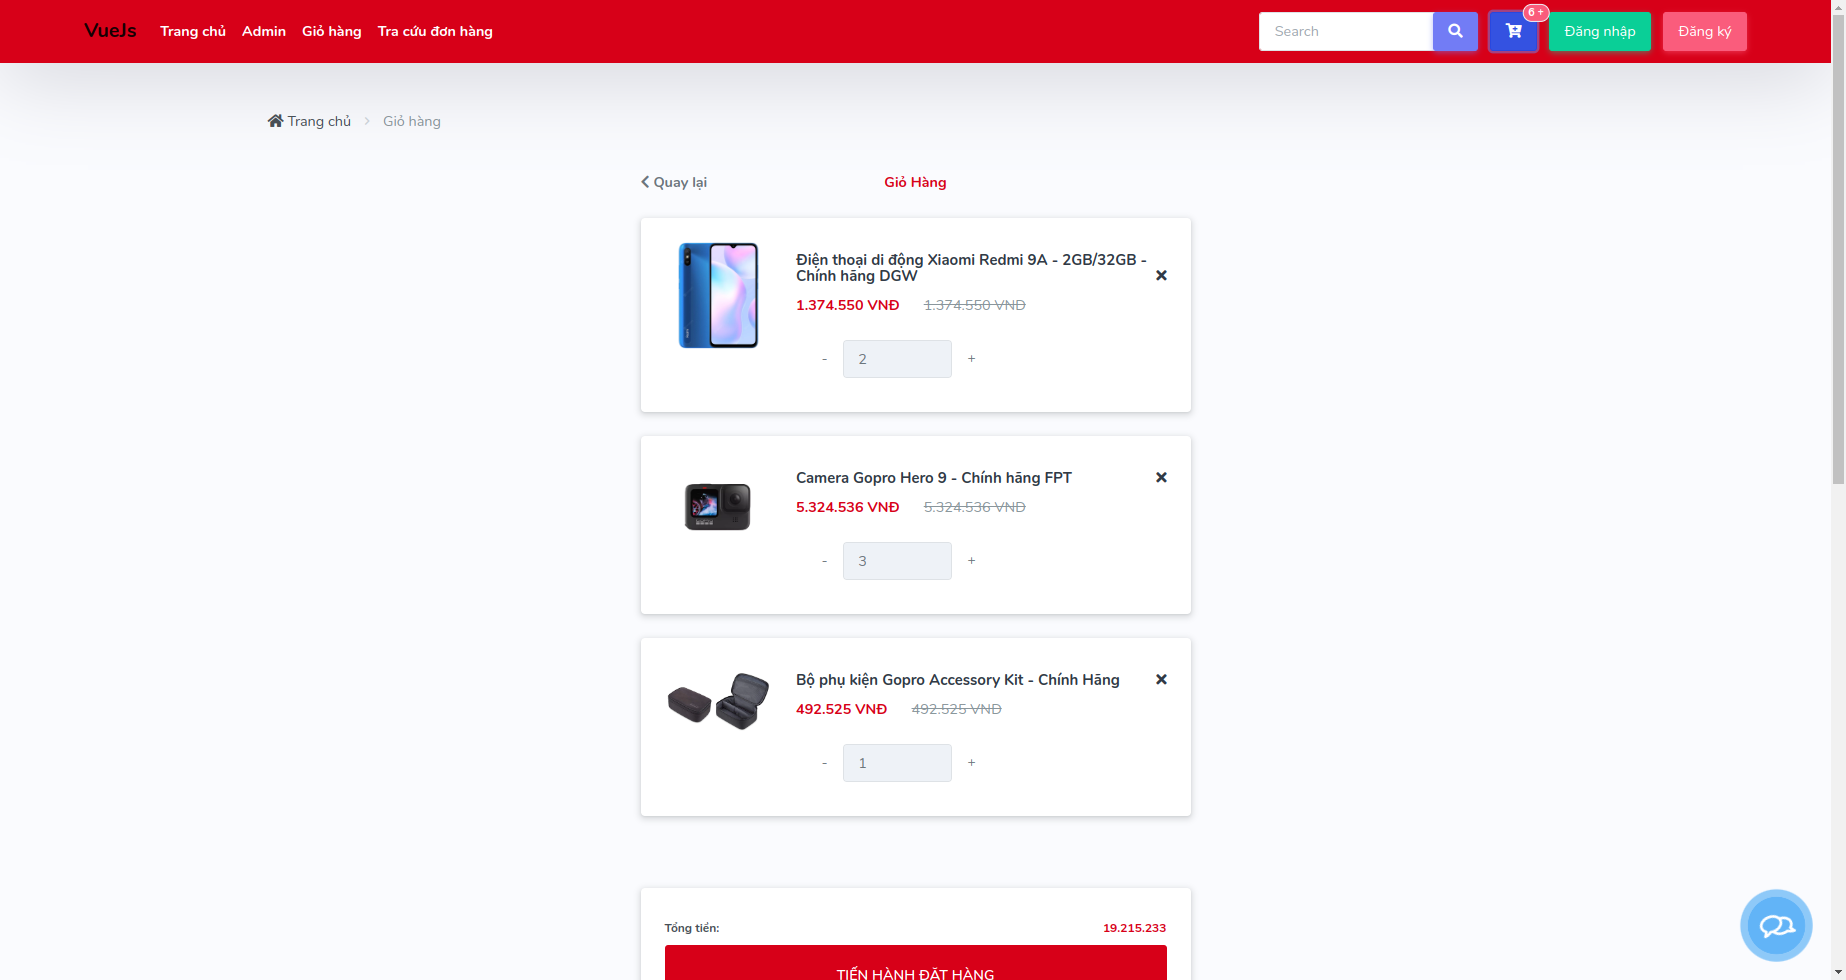 VueJs Trang chủ Admin Giỏ hàng Tra cứu đơn hàng Search 6 + Đăng nhập Đăng ký
Trang chủ Giỏ hàng
Quay lại Giỏ Hàng
Điện thoại di động Xiaomi Redmi 9A - 2GB/32GB -
Chính hãng DGW
1.374.550 VNĐ 1.374.550 VND
- 2 +
Camera Gopro Hero 9 - Chính hãng FPT
5.324.536 VNĐ 5.324.536 VND
- 3 +
Bộ phụ kiện Gopro Accessory Kit - Chính Hãng
492.525 VNĐ 492.525 VND
- 1 +
Tổng tiền: 19.215.233
TIẾN HÀNH ĐẶT HÀNG